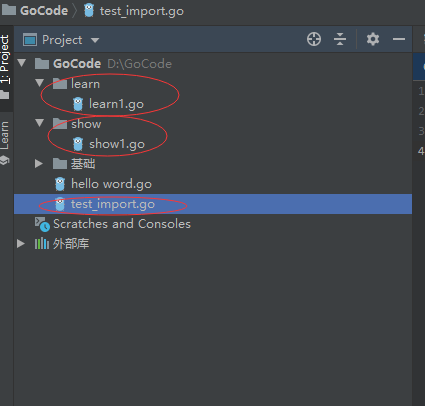 GoCode test_import.go
Project
GoCode D:\GoCode
learn
learn1.go
show
show1.go
基础
hello word.go
test_import.go
Scratches and Consoles
外部库
1: Project
Learn
1
2
3
4